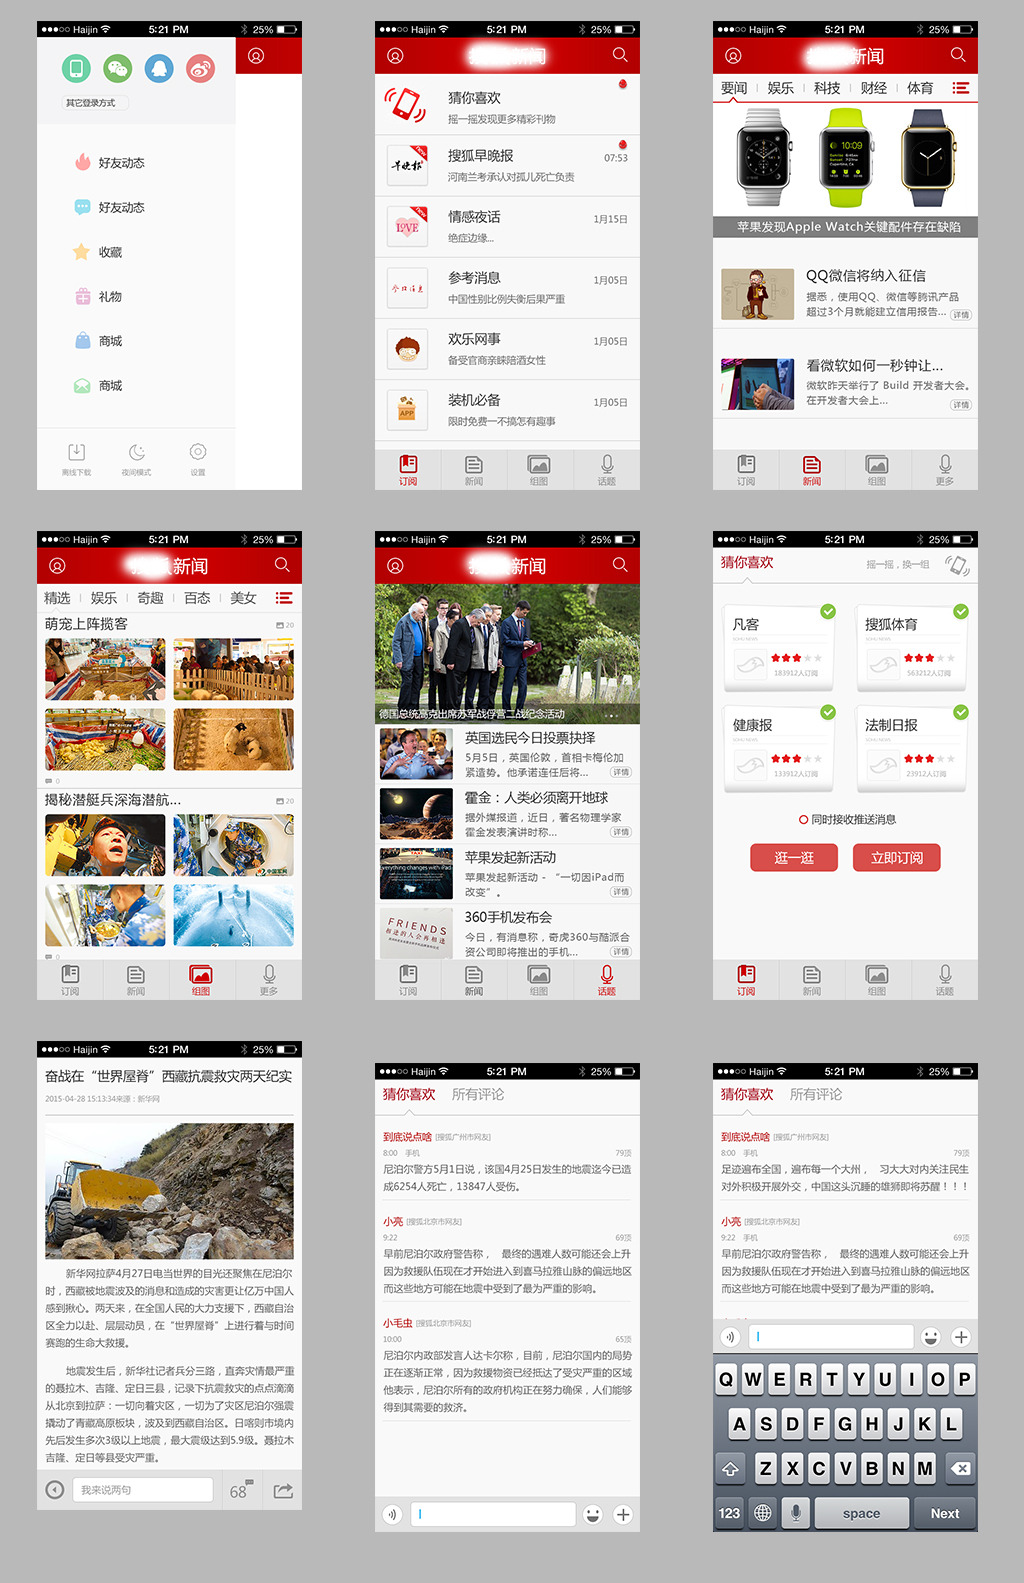 Haijin 5:21 PM 25%
其它登录方式
好友动态
好友动态
收藏
礼物
商城
商城
离线下载 夜间模式 设置
Haijin 5:21 PM 25%
新闻
猜你喜欢
摇一摇发现更多精彩刊物
搜狐早晚报 07:53
河南兰考承认对孤儿死亡负责
早晚报
情感夜话 1月15日
绝症边缘...
LOVE
参考消息 1月05日
中国性别比例失衡后果严重
参考消息
欢乐网事 1月05日
备受官商亲睐陪酒女性
装机必备 1月05日
限时免费一不搞怎有趣事
APP
订阅 新闻 组图 话题
Haijin 5:21 PM 25%
新闻
要闻 娱乐 科技 财经 体育
10:09
苹果发现Apple Watch关键配件存在缺陷
QQ微信将纳入征信
据悉，使用QQ、微信等腾讯产品
超过3个月就能建立信用报告... 详情
看微软如何一秒钟让...
微软昨天举行了 Build 开发者大会。
在开发者大会上... 详情
订阅 新闻 组图 更多
Haijin 5:21 PM 25%
新闻
精选 娱乐 奇趣 百态 美女
萌宠上阵揽客 20
0
揭秘潜艇兵深海潜航... 20
中国军网
0
订阅 新闻 组图 更多
Haijin 5:21 PM 25%
新闻
德国总统高克出席苏军战俘营二战纪念活动
英国选民今日投票抉择
5月5日，英国伦敦，首相卡梅伦加
紧造势。他承诺连任后将... 详情
霍金：人类必须离开地球
据外媒报道，近日，著名物理学家
霍金发表演讲时称... 详情
苹果发起新活动
苹果发起新活动 - “一切因iPad而
改变”。 详情
TAXI
everything changes with iPad
360手机发布会
今日，有消息称，奇虎360与酷派合
资公司即将推出的手机... 详情
FRIENDS
相逢的人会再相逢
订阅 新闻 组图 话题
Haijin 5:21 PM 25%
猜你喜欢 摇一摇，换一组
凡客
SOHU NEWS
183912人订阅
搜狐体育
SOHU NEWS
563212人订阅
健康报
SOHU NEWS
133912人订阅
法制日报
SOHU NEWS
23912人订阅
同时接收推送消息
逛一逛 立即订阅
订阅 新闻 组图 话题
Haijin 5:21 PM 25%
奋战在“世界屋脊”西藏抗震救灾两天纪实
2015-04-28 15:13:34来源：新华网
新华网拉萨4月27日电当世界的目光还聚焦在尼泊尔
时，西藏被地震波及的消息和造成的灾害更让亿万中国人
感到揪心。两天来，在全国人民的大力支援下，西藏自治
区全力以赴、层层动员，在“世界屋脊”上进行着与时间
赛跑的生命大救援。
地震发生后，新华社记者兵分三路，直奔灾情最严重
的聂拉木、吉隆、定日三县，记录下抗震救灾的点点滴滴
从北京到拉萨：一切向着灾区，一切为了灾区尼泊尔强震
撬动了青藏高原板块，波及到西藏自治区。日喀则市境内
先后发生多次3级以上地震，最大震级达到5.9级。聂拉木
吉隆、定日等县受灾严重。
我来说两句 68
Haijin 5:21 PM 25%
猜你喜欢 所有评论
到底说点啥 [搜狐广州市网友]
8:00 手机 79顶
尼泊尔警方5月1日说，该国4月25日发生的地震迄今已造
成6254人死亡，13847人受伤。
小亮 [搜狐北京市网友]
9:22 69顶
早前尼泊尔政府警告称， 最终的遇难人数可能还会上升
因为救援队伍现在才开始进入到喜马拉雅山脉的偏远地区
而这些地方可能在地震中受到了最为严重的影响。
小毛虫 [搜狐北京市网友]
10:00 65顶
尼泊尔内政部发言人达卡尔称，目前，尼泊尔国内的局势
正在逐渐正常，因为救援物资已经抵达了受灾严重的区域
他表示，尼泊尔所有的政府机构正在努力确保，人们能够
得到其需要的救济。
Haijin 5:21 PM 25%
猜你喜欢 所有评论
到底说点啥 [搜狐广州市网友]
8:00 手机 79顶
足迹遍布全国，遍布每一个大州， 习大大对内关注民生
对外积极开展外交，中国这头沉睡的雄狮即将苏醒！！！
小亮 [搜狐北京市网友]
9:22 手机 69顶
早前尼泊尔政府警告称， 最终的遇难人数可能还会上升
因为救援队伍现在才开始进入到喜马拉雅山脉的偏远地区
而这些地方可能在地震中受到了最为严重的影响。
Q W E R T Y U I O P
A S D F G H J K L
Z X C V B N M
123 space Next